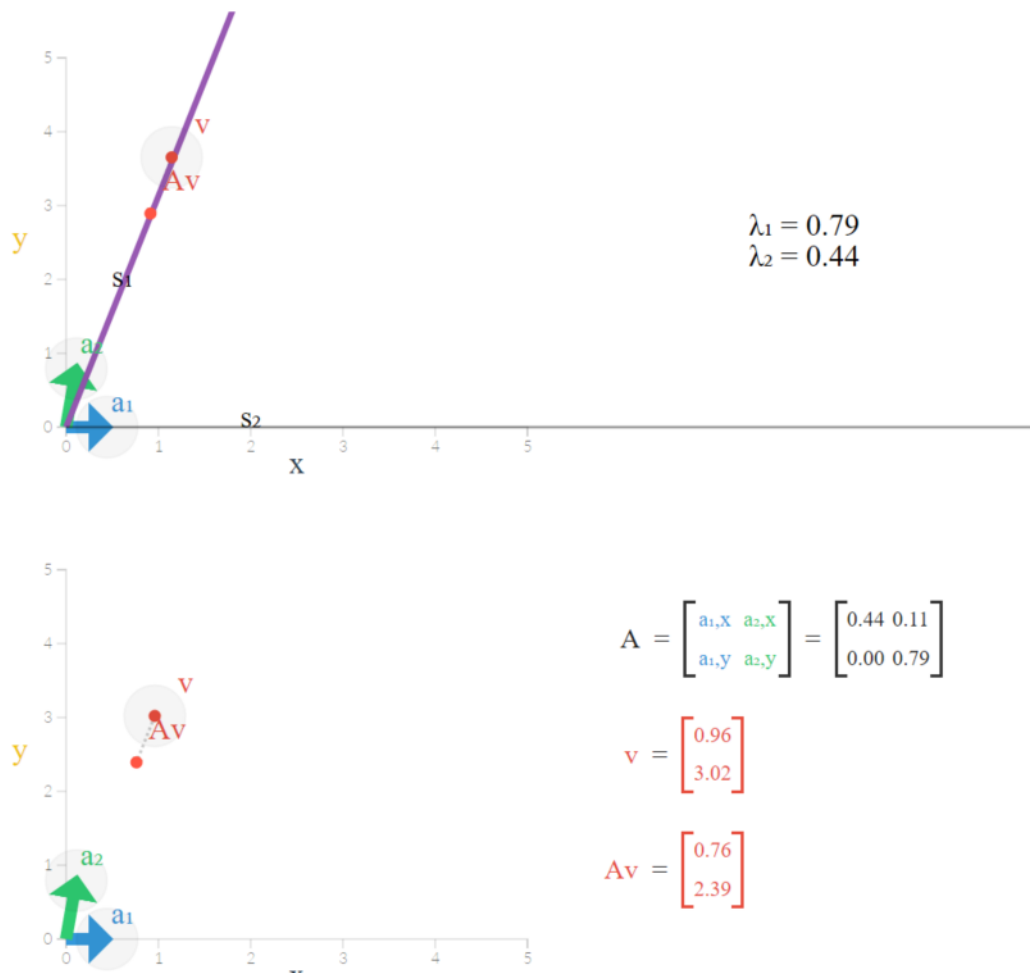 5
4
v
Av
3
y
λ₁ = 0.79
2
s₁
λ₂ = 0.44
1
a₂
a₁
0
s₂
0 1 2 3 4 5
x
5
4
v
3
Av
y
2
1
a₂
a₁
0
0 1 2 3 4 5
A = [ a₁,x a₂,x ] = [ 0.44 0.11 ]
a₁,y a₂,y 0.00 0.79
v = [ 0.96 ]
3.02
Av = [ 0.76 ]
2.39